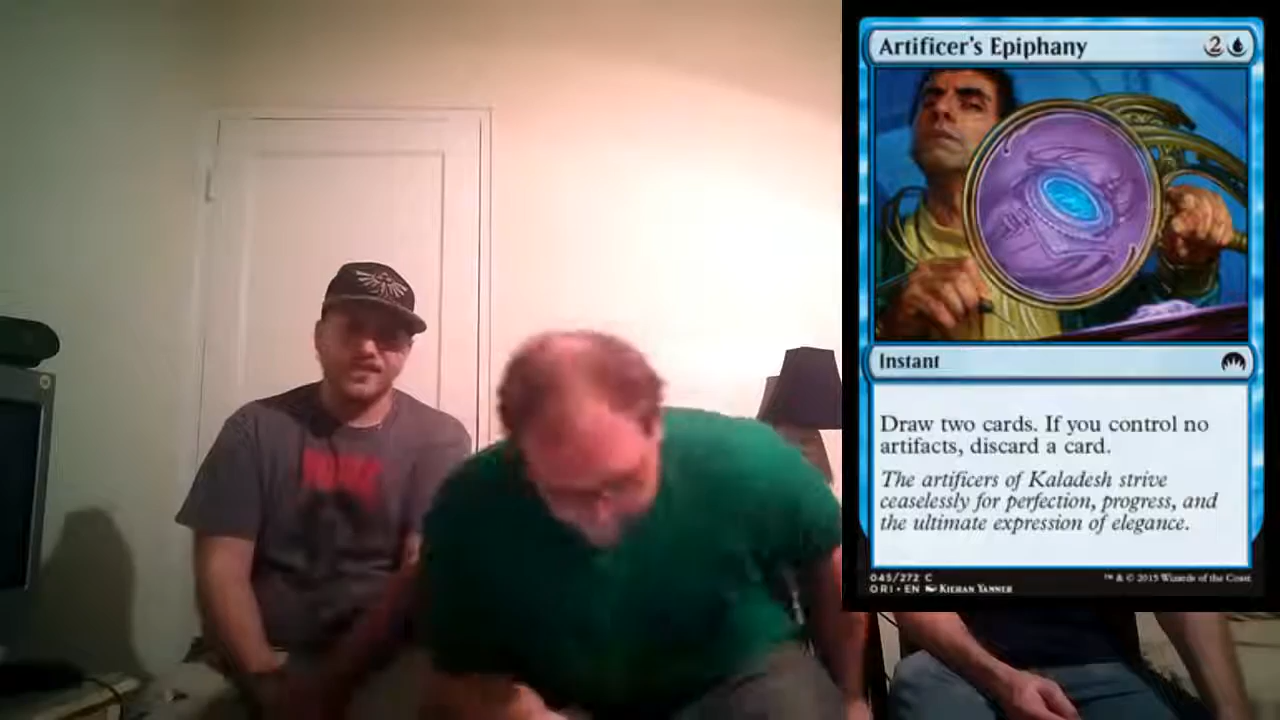 Artificer's Epiphany 2
Instant
Draw two cards. If you control no
artifacts, discard a card.
The artificers of Kaladesh strive
ceaselessly for perfection, progress, and
the ultimate expression of elegance.
045/272 C
™ & © 2015 Wizards of the Coast
ORI • EN Kieran Yanner